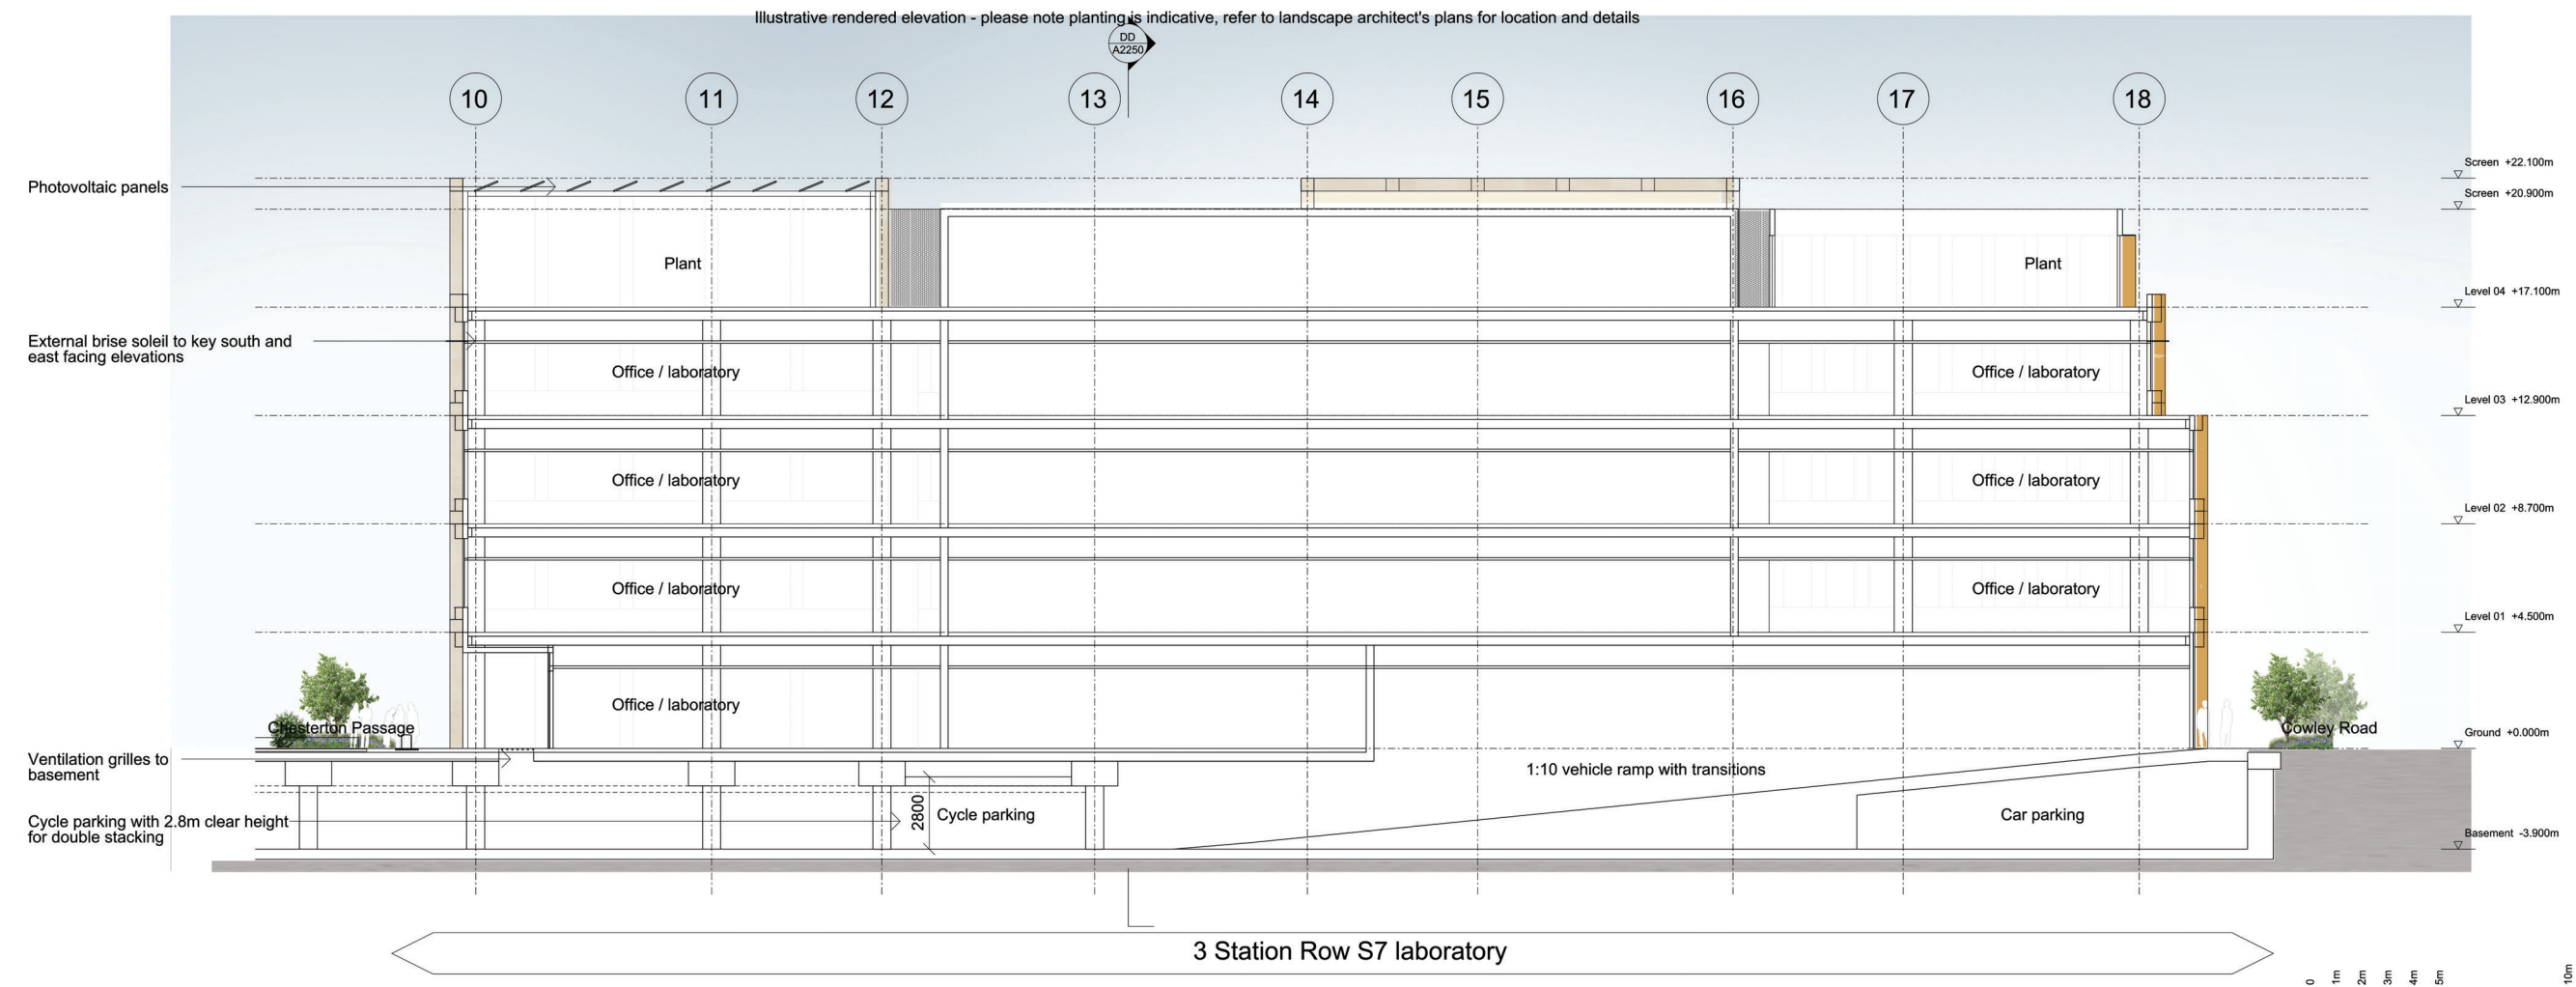 Illustrative rendered elevation - please note planting is indicative, refer to landscape architect's plans for location and details
DD
A2250
10
11
12
13
14
15
16
17
18
Screen +22.100m
Photovoltaic panels
Screen +20.900m
Plant
Plant
Level 04 +17.100m
External brise soleil to key south and
east facing elevations
Office / laboratory
Office / laboratory
Level 03 +12.900m
Office / laboratory
Office / laboratory
Level 02 +8.700m
Office / laboratory
Office / laboratory
Level 01 +4.500m
Office / laboratory
Chesterton Passage
Cowley Road
Ground +0.000m
Ventilation grilles to
basement
1:10 vehicle ramp with transitions
Cycle parking with 2.8m clear height
for double stacking
2800
Cycle parking
Car parking
Basement -3.900m
3 Station Row S7 laboratory
0
1m
2m
3m
4m
5m
10m